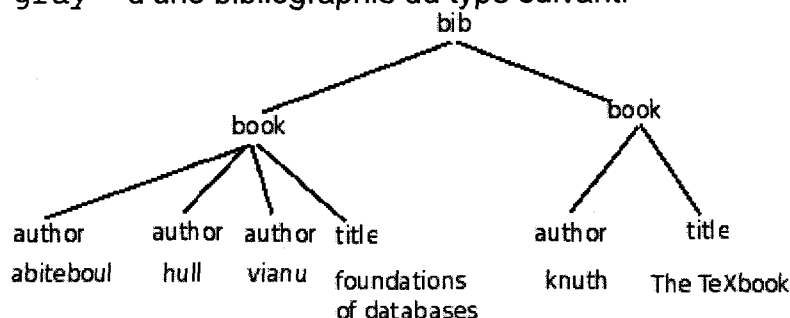 gray d'une bibliographie du type suivant:
bib
book
book
author author author title
author title
abiteboul hull vianu foundations
of databases
knuth The TeXbook